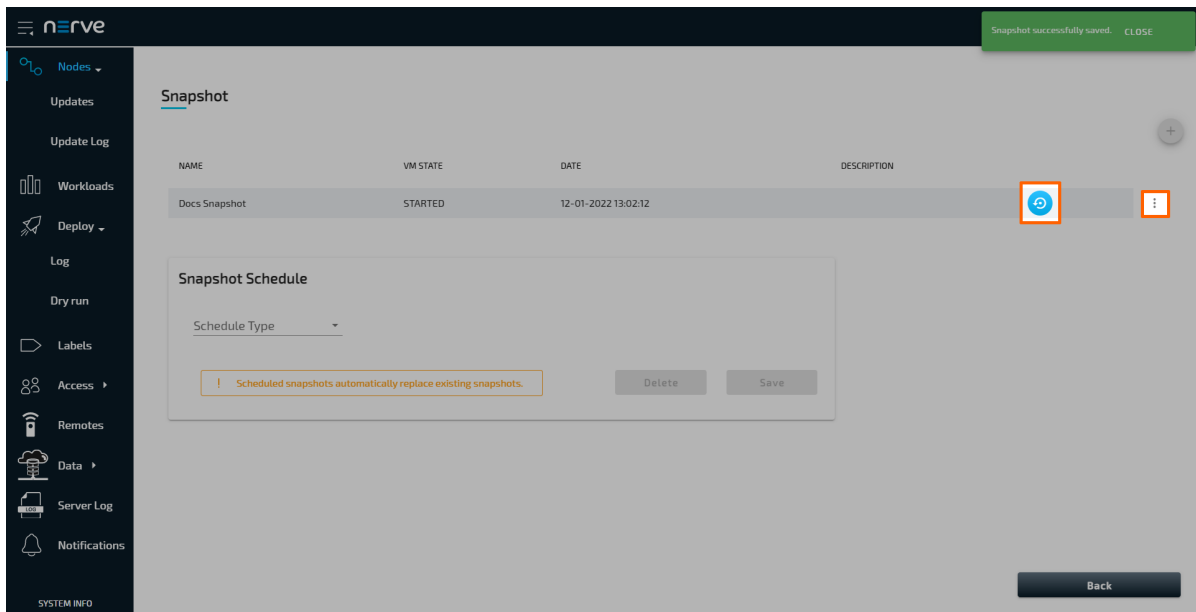 nerve
Snapshot successfully saved. CLOSE
Nodes
Updates
Update Log
Workloads
Deploy
Log
Dry run
Labels
Access
Remotes
Data
LOG
Server Log
Notifications
SYSTEM INFO
Snapshot
+
NAME VM STATE DATE DESCRIPTION
Docs Snapshot STARTED 12-01-2022 13:02:12
Snapshot Schedule
Schedule Type
! Scheduled snapshots automatically replace existing snapshots. Delete Save
Back